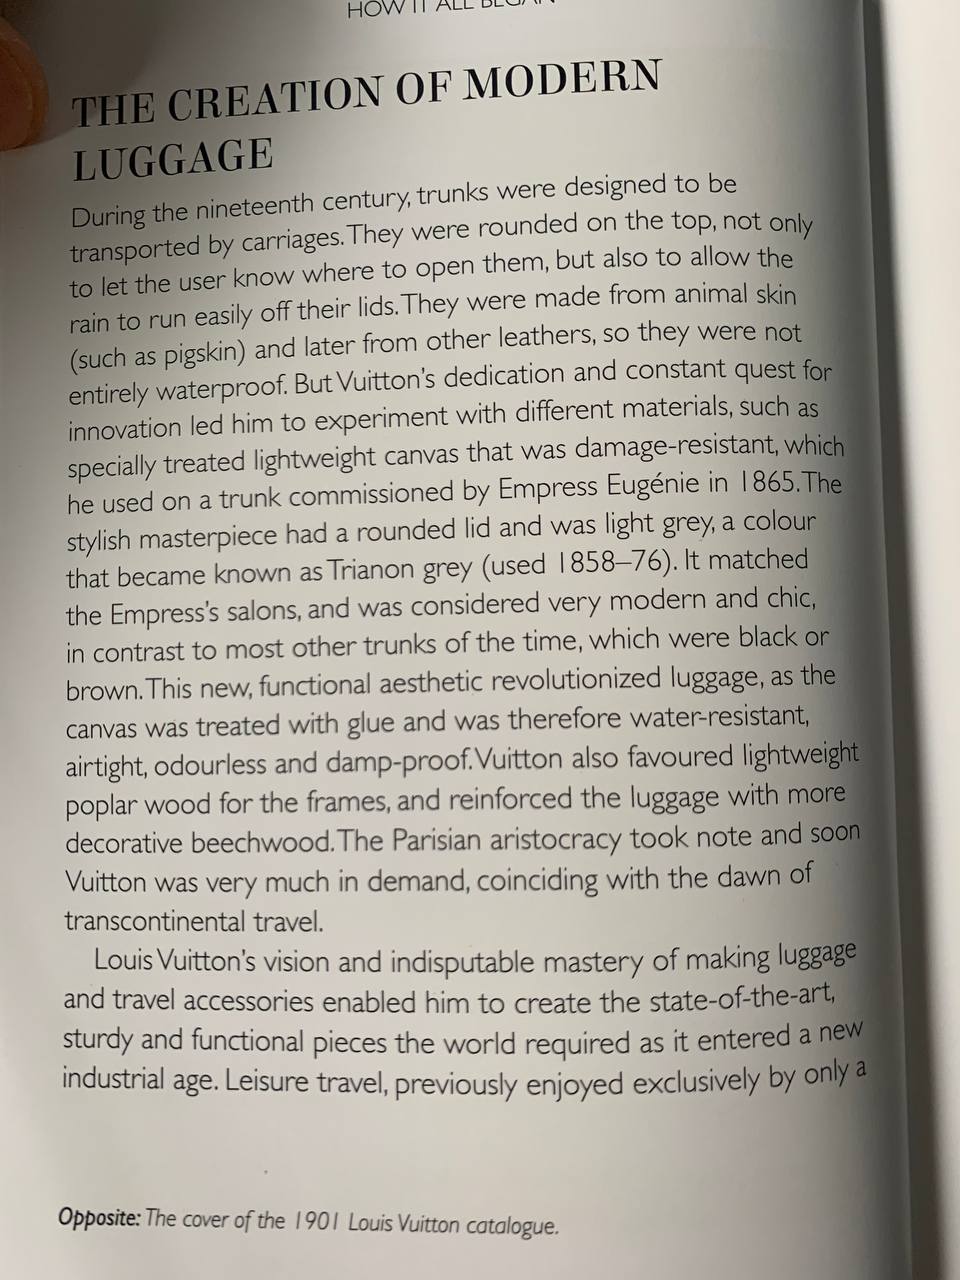 HOW IT ALL BEGAN
THE CREATION OF MODERN
LUGGAGE
During the nineteenth century, trunks were designed to be
transported by carriages. They were rounded on the top, not only
to let the user know where to open them, but also to allow the
rain to run easily off their lids. They were made from animal skin
(such as pigskin) and later from other leathers, so they were not
entirely waterproof. But Vuitton's dedication and constant quest for
innovation led him to experiment with different materials, such as
specially treated lightweight canvas that was damage-resistant, which
he used on a trunk commissioned by Empress Eugénie in 1865. The
stylish masterpiece had a rounded lid and was light grey, a colour
that became known as Trianon grey (used 1858–76). It matched
the Empress's salons, and was considered very modern and chic,
in contrast to most other trunks of the time, which were black or
brown. This new, functional aesthetic revolutionized luggage, as the
canvas was treated with glue and was therefore water-resistant,
airtight, odourless and damp-proof. Vuitton also favoured lightweight
poplar wood for the frames, and reinforced the luggage with more
decorative beechwood. The Parisian aristocracy took note and soon
Vuitton was very much in demand, coinciding with the dawn of
transcontinental travel.
Louis Vuitton's vision and indisputable mastery of making luggage
and travel accessories enabled him to create the state-of-the-art,
sturdy and functional pieces the world required as it entered a new
industrial age. Leisure travel, previously enjoyed exclusively by only a
Opposite: The cover of the 1901 Louis Vuitton catalogue.